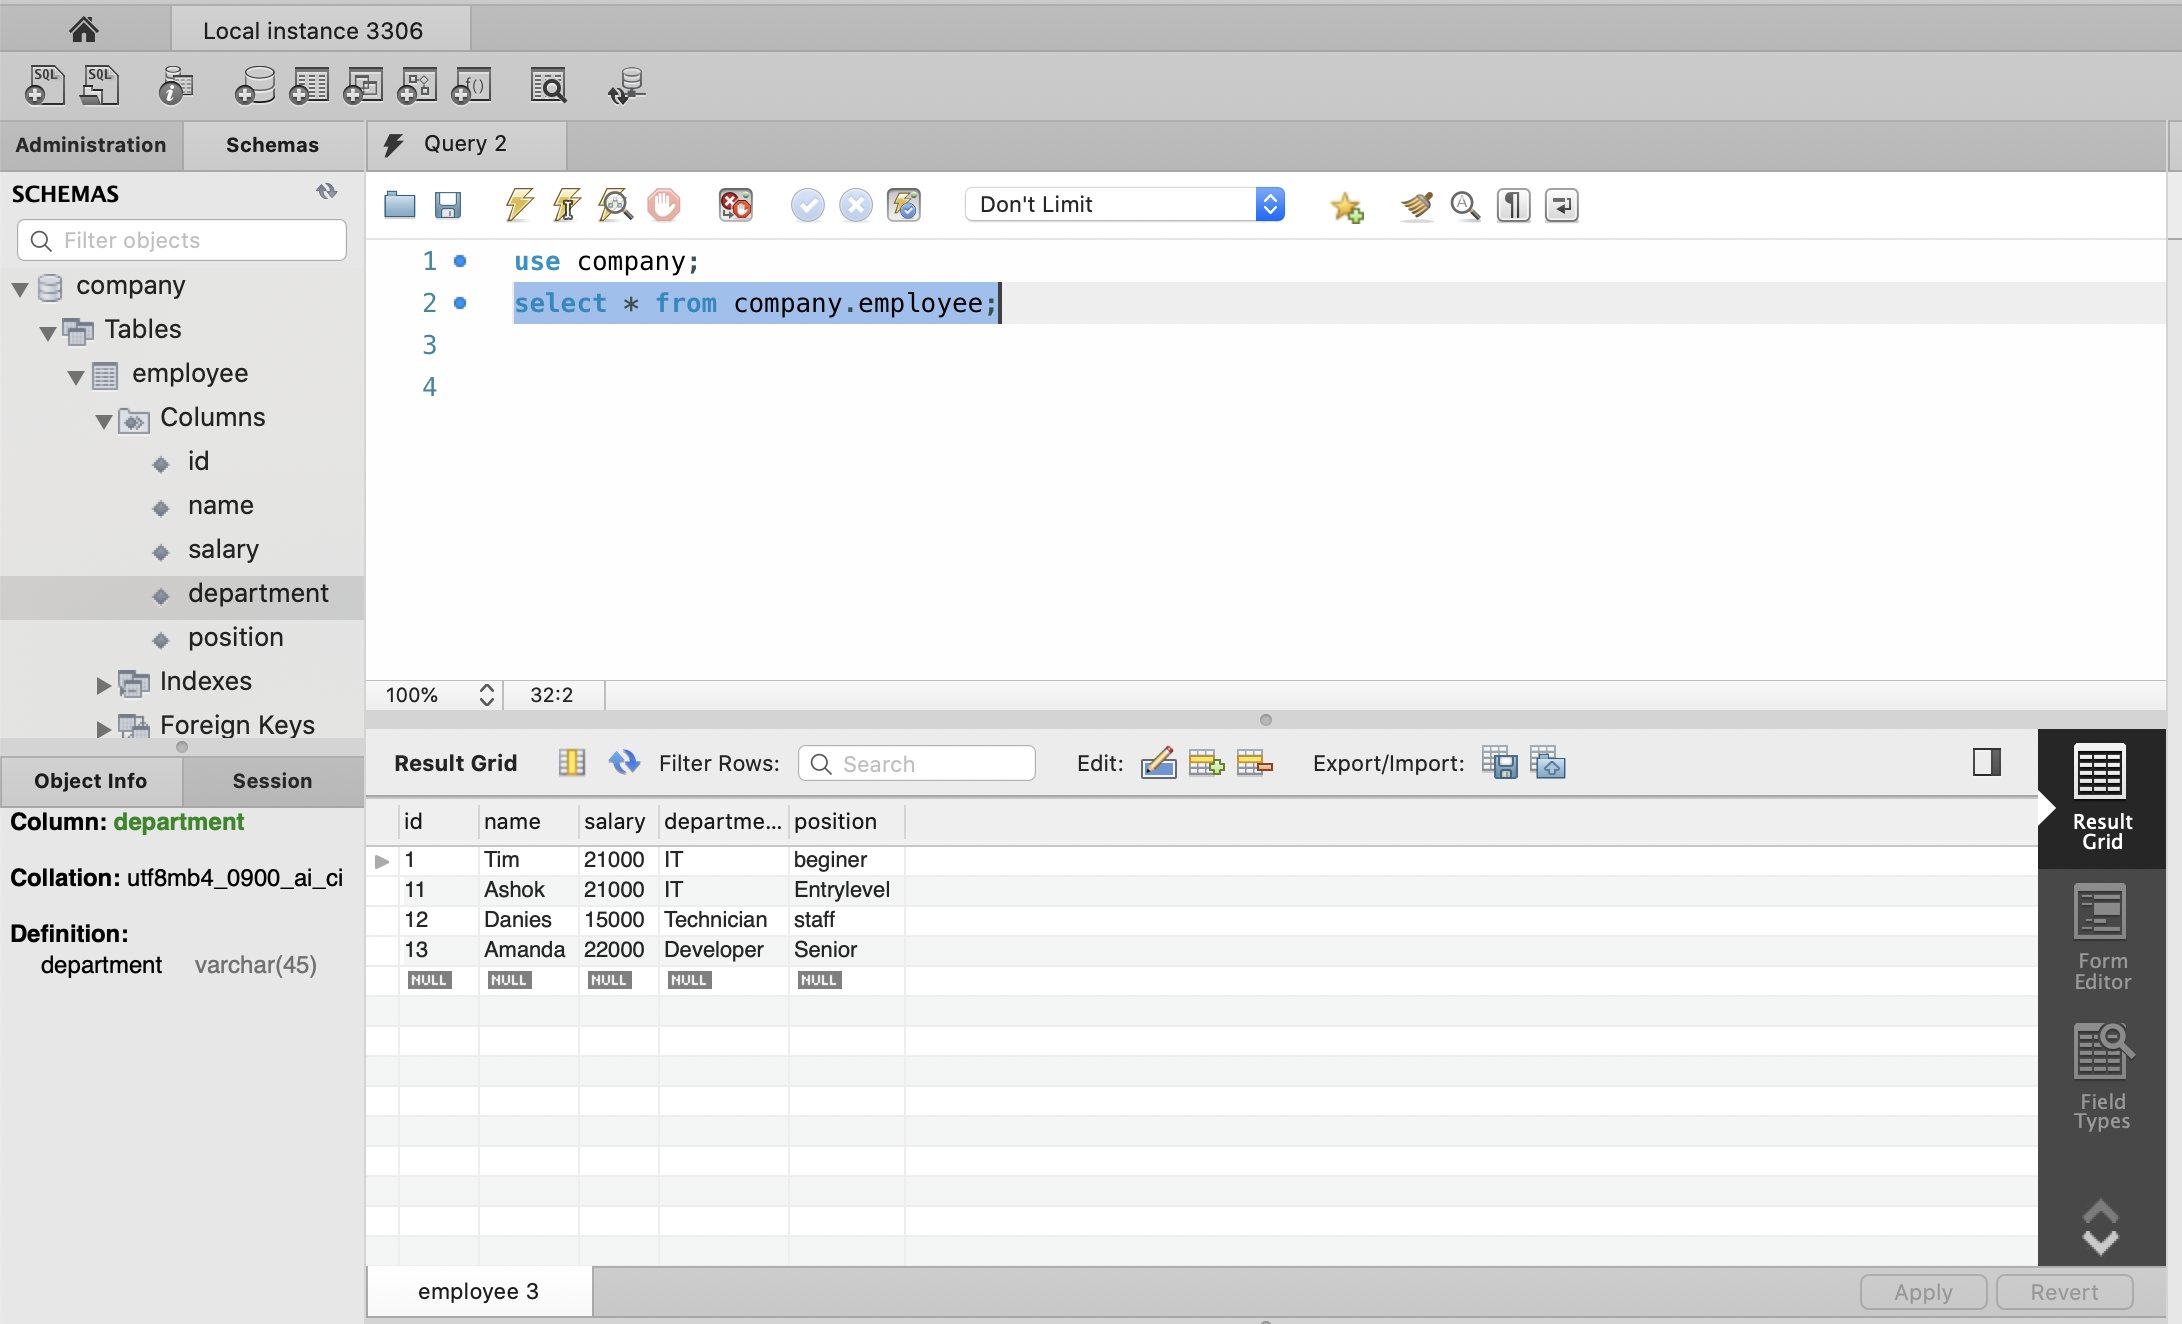 Local instance 3306
SQL SQL
Administration Schemas Query 2
SCHEMAS
Filter objects
Don't Limit
1 use company;
2 select * from company.employee;
3
4
company
Tables
employee
Columns
id
name
salary
department
position
Indexes
Foreign Keys
100% 32:2
Object Info Session
Column: department
Collation: utf8mb4_0900_ai_ci
Definition:
department varchar(45)
Result Grid Filter Rows: Search Edit: Export/Import:
id name salary departme... position
1 Tim 21000 IT beginer
11 Ashok 21000 IT Entrylevel
12 Danies 15000 Technician staff
13 Amanda 22000 Developer Senior
NULL NULL NULL NULL NULL
Result
Grid
Form
Editor
Field
Types
employee 3
Apply Revert